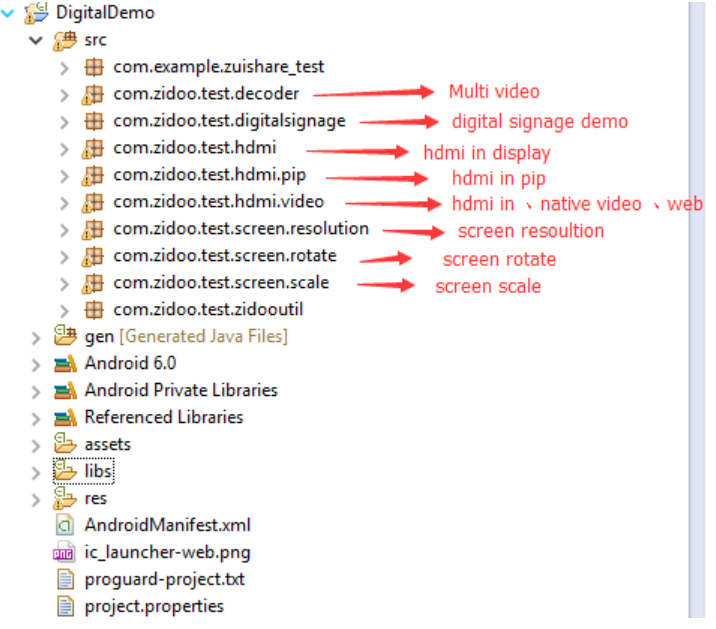 DigitalDemo
src
com.example.zuishare_test
com.zidoo.test.decoder Multi video
com.zidoo.test.digitalsignage digital signage demo
com.zidoo.test.hdmi hdmi in display
com.zidoo.test.hdmi.pip hdmi in pip
com.zidoo.test.hdmi.video hdmi in 、native video 、web
com.zidoo.test.screen.resolution screen resoultion
com.zidoo.test.screen.rotate screen rotate
com.zidoo.test.screen.scale screen scale
com.zidoo.test.zidooutil
gen [Generated Java Files]
Android 6.0
Android Private Libraries
Referenced Libraries
assets
libs
res
AndroidManifest.xml
ic_launcher-web.png
proguard-project.txt
project.properties